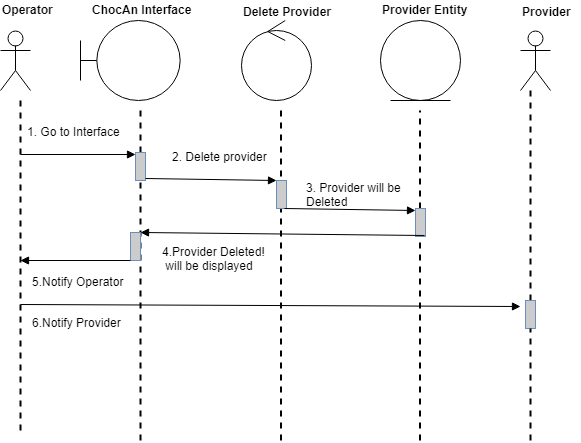 Operator
ChocAn Interface
Delete Provider
Provider Entity
Provider
1. Go to Interface
2. Delete provider
3. Provider will be
Deleted
4.Provider Deleted!
will be displayed
5.Notify Operator
6.Notify Provider